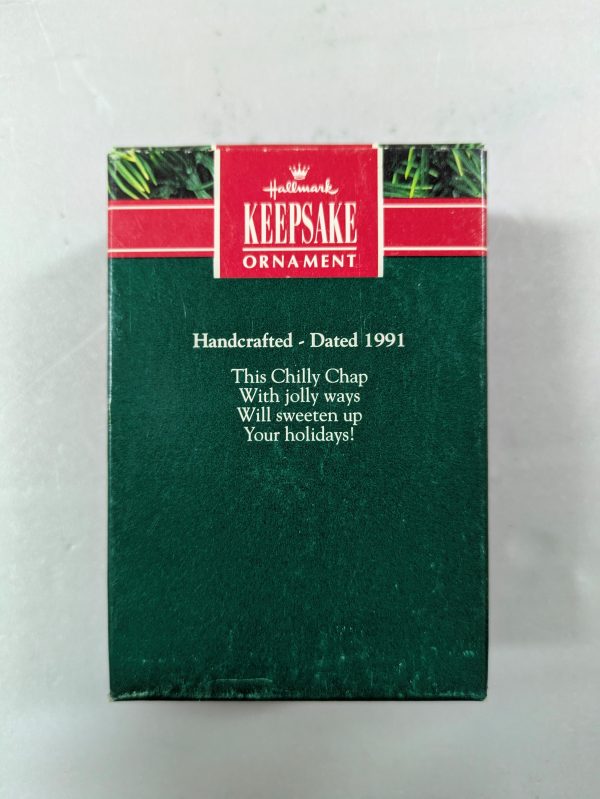 Hallmark
KEEPSAKE
ORNAMENT
Handcrafted - Dated 1991
This Chilly Chap
With jolly ways
Will sweeten up
Your holidays!